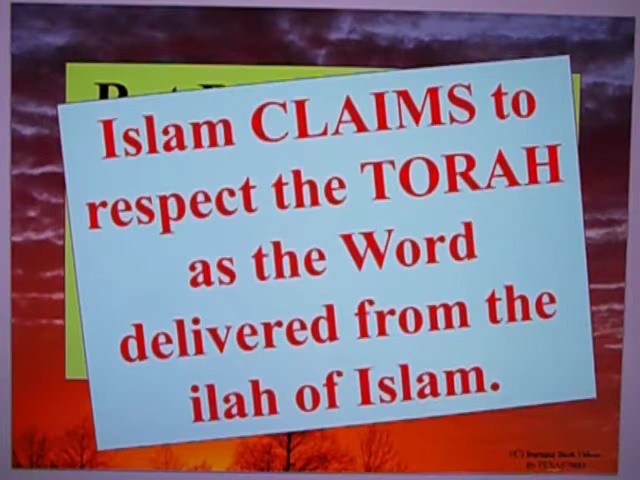 Islam CLAIMS to
respect the TORAH
as the Word
delivered from the
ilah of Islam.